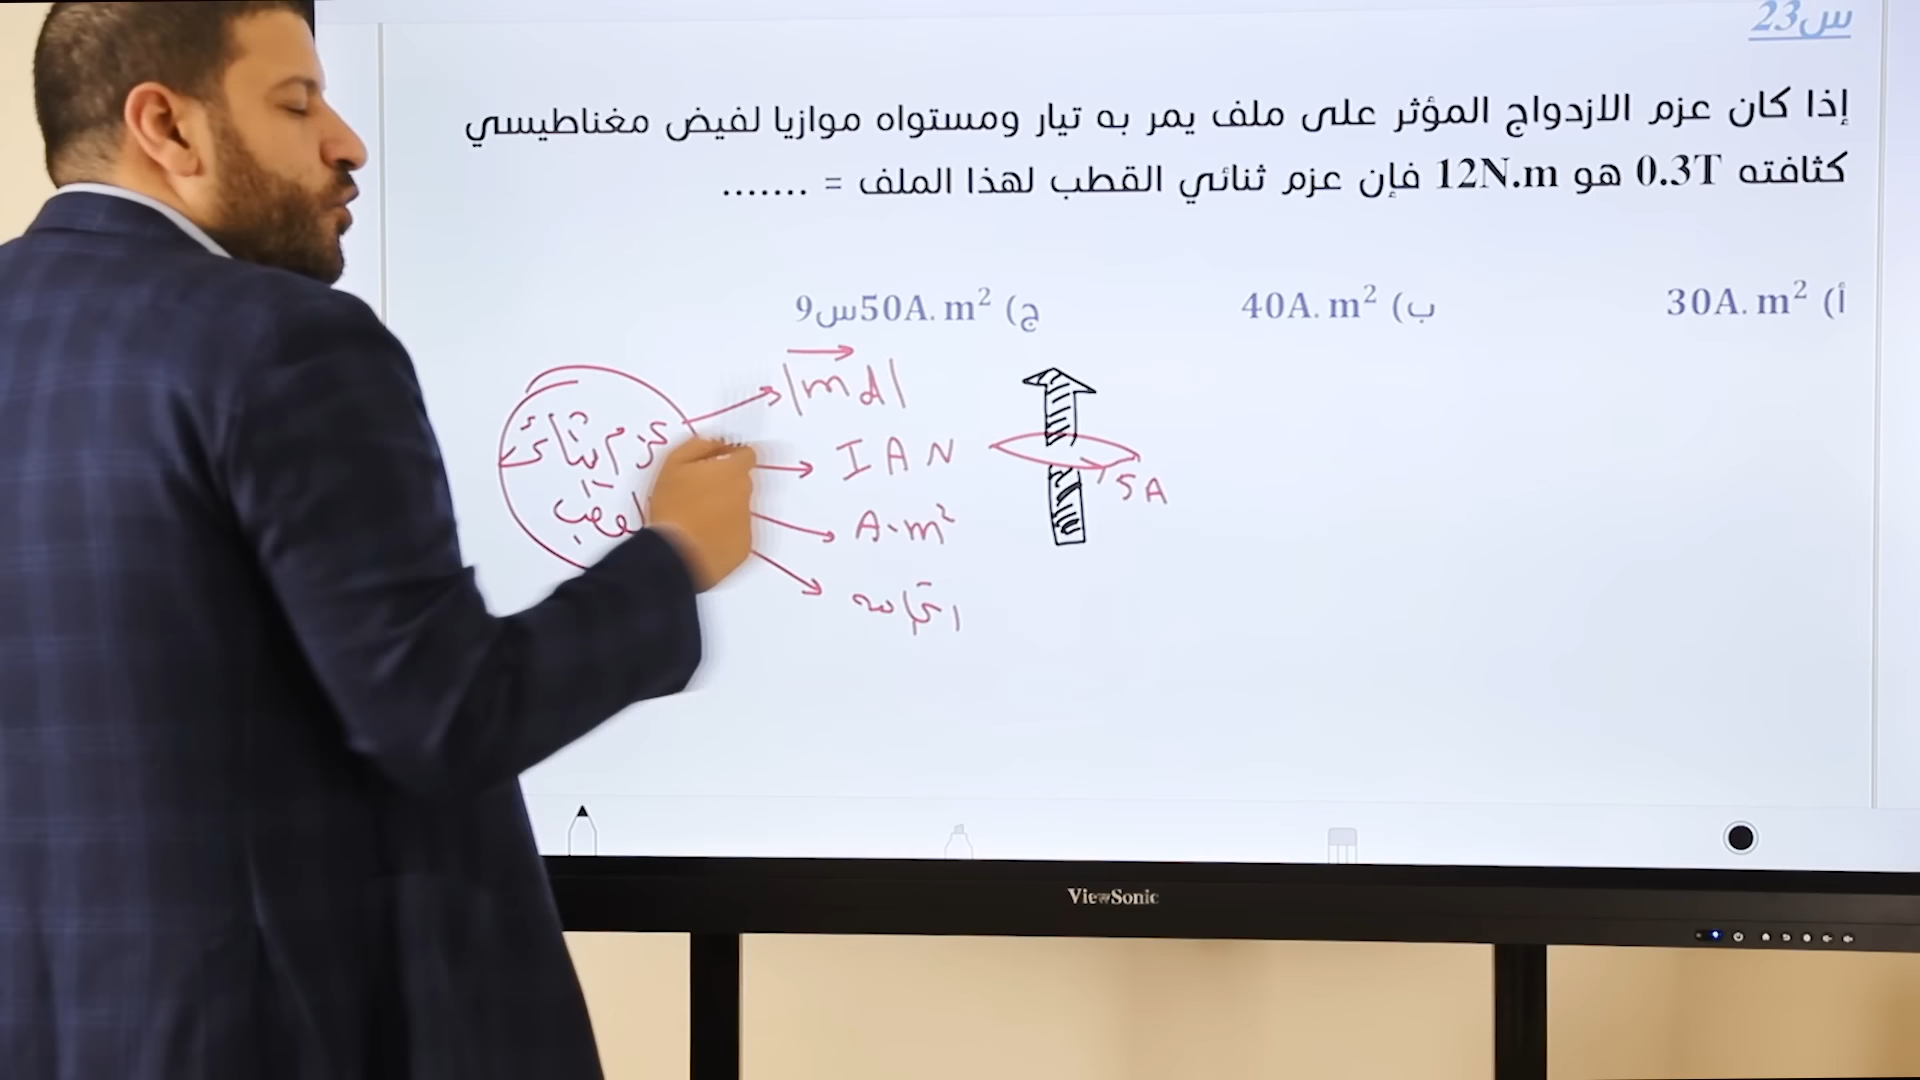 س23
إذا كان عزم الازدواج المؤثر على ملف يمر به تيار ومستواه موازيا لفيض مغناطيسي
كثافته 0.3T هو 12N.m فإن عزم ثنائي القطب لهذا الملف = .......
أ) 30A. m²
ب) 40A. m²
ج) 50A. m² س9
|md|
عزم ثنائي
القطب
I A N
A·m²
اتجاهه
5A
ViewSonic